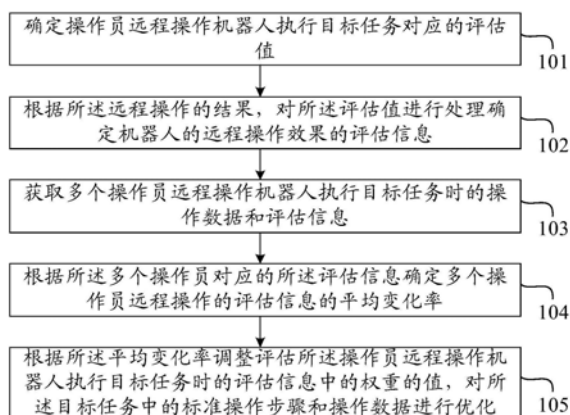 确定操作员远程操作机器人执行目标任务对应的评估
值
101
根据所述远程操作的结果，对所述评估值进行处理确
定机器人的远程操作效果的评估信息
102
获取多个操作员远程操作机器人执行目标任务时的操
作数据和评估信息
103
根据所述多个操作员对应的所述评估信息确定多个操
作员远程操作的评估信息的平均变化率
104
根据所述平均变化率调整评估所述操作员远程操作机
器人执行目标任务时的评估信息中的权重的值，对所
述目标任务中的标准操作步骤和操作数据进行优化
105